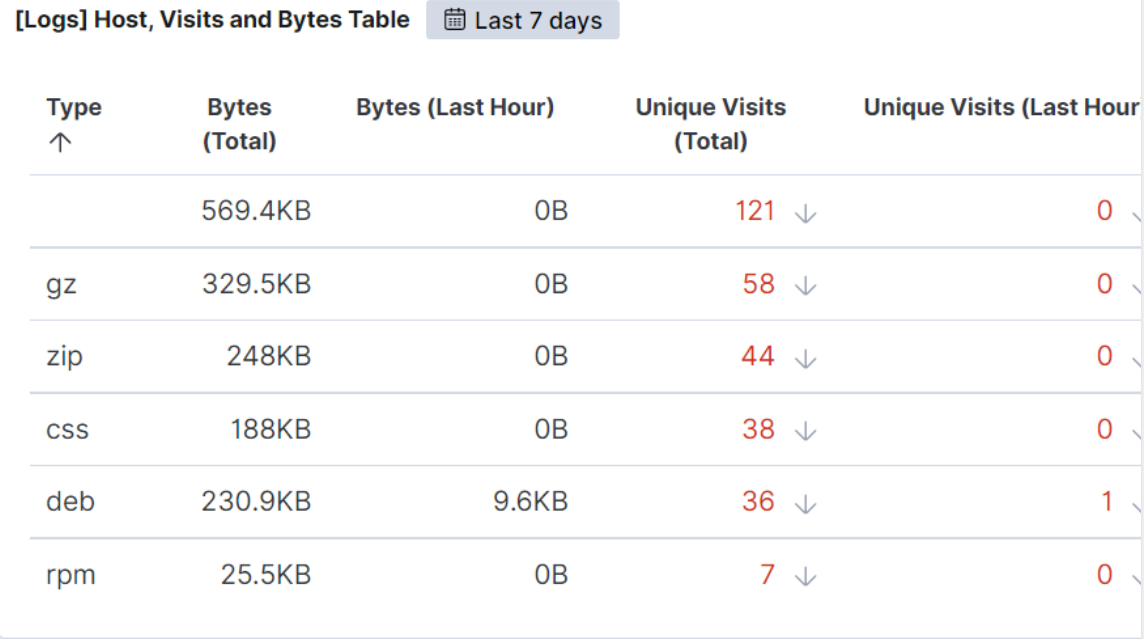 [Logs] Host, Visits and Bytes Table Last 7 days
Type Bytes (Total) Bytes (Last Hour) Unique Visits (Total) Unique Visits (Last Hour
569.4KB 0B 121 0
gz 329.5KB 0B 58 0
zip 248KB 0B 44 0
css 188KB 0B 38 0
deb 230.9KB 9.6KB 36 1
rpm 25.5KB 0B 7 0